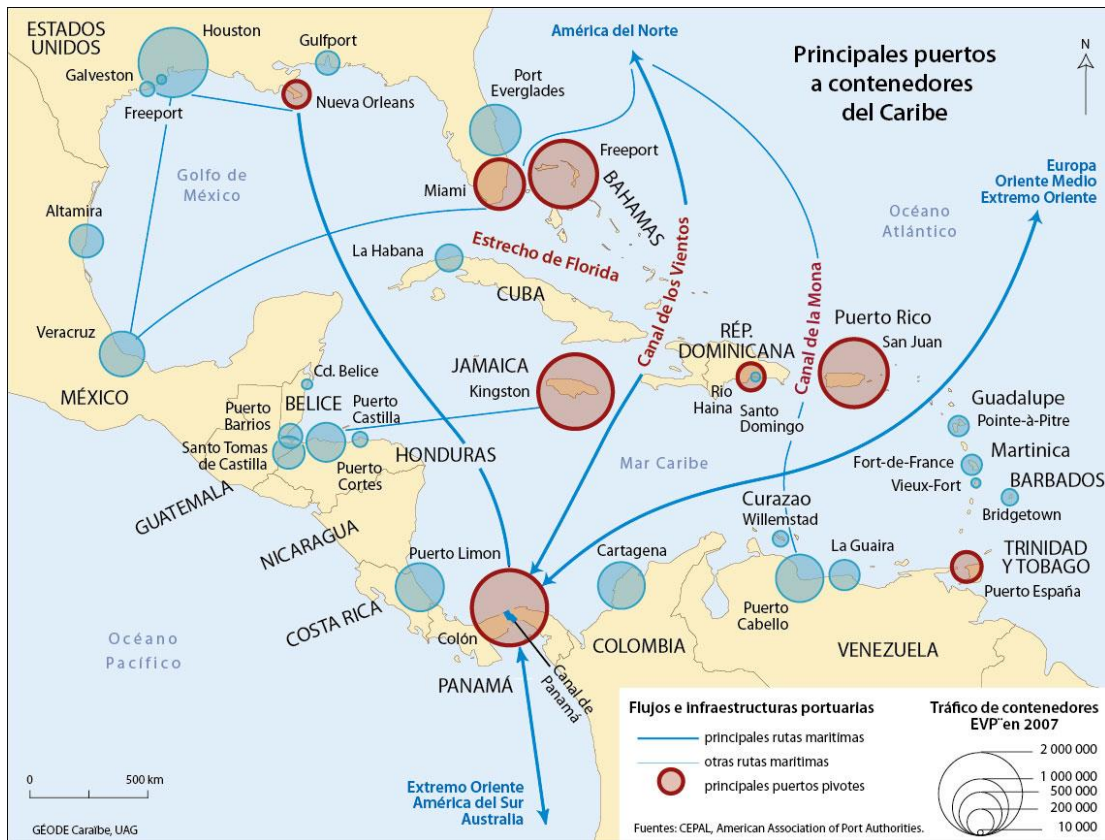 ESTADOS
UNIDOS
Houston
Galveston
Freeport
Gulfport
Nueva Orleans
Port
Everglades
América del Norte
Principales puertos
a contenedores
del Caribe
N
Miami
Freeport
BAHAMAS
Golfo de
México
Altamira
Europa
Oriente Medio
Extremo Oriente
Océano
Atlántico
La Habana
Estrecho de Florida
CUBA
Canal de los Vientos
Canal de la Mona
Veracruz
MÉXICO
Cd. Belice
BELICE
Puerto
Barrios
Puerto
Castilla
Santo Tomas
de Castilla
Puerto
Cortes
HONDURAS
GUATEMALA
NICARAGUA
JAMAICA
Kingston
RÉP.
DOMINICANA
Rio
Haina
Santo
Domingo
Puerto Rico
San Juan
Guadalupe
Pointe-à-Pitre
Martinica
Fort-de-France
Vieux-Fort
BARBADOS
Bridgetown
Mar Caribe
Curazao
Willemstad
Puerto Limon
Cartagena
La Guaira
TRINIDAD
Y TOBAGO
Puerto España
Puerto
Cabello
COSTA RICA
Colón
PANAMÁ
Canal de
Panamá
COLOMBIA
VENEZUELA
Océano
Pacífico
Extremo Oriente
América del Sur
Australia
0 500 km
GÉODE Caraïbe, UAG
Flujos e infraestructuras portuarias
principales rutas maritimas
otras rutas maritimas
principales puertos pivotes
Fuentes: CEPAL, American Association of Port Authorities.
Tráfico de contenedores
EVP¨ en 2007
2 000 000
1 000 000
500 000
200 000
10 000